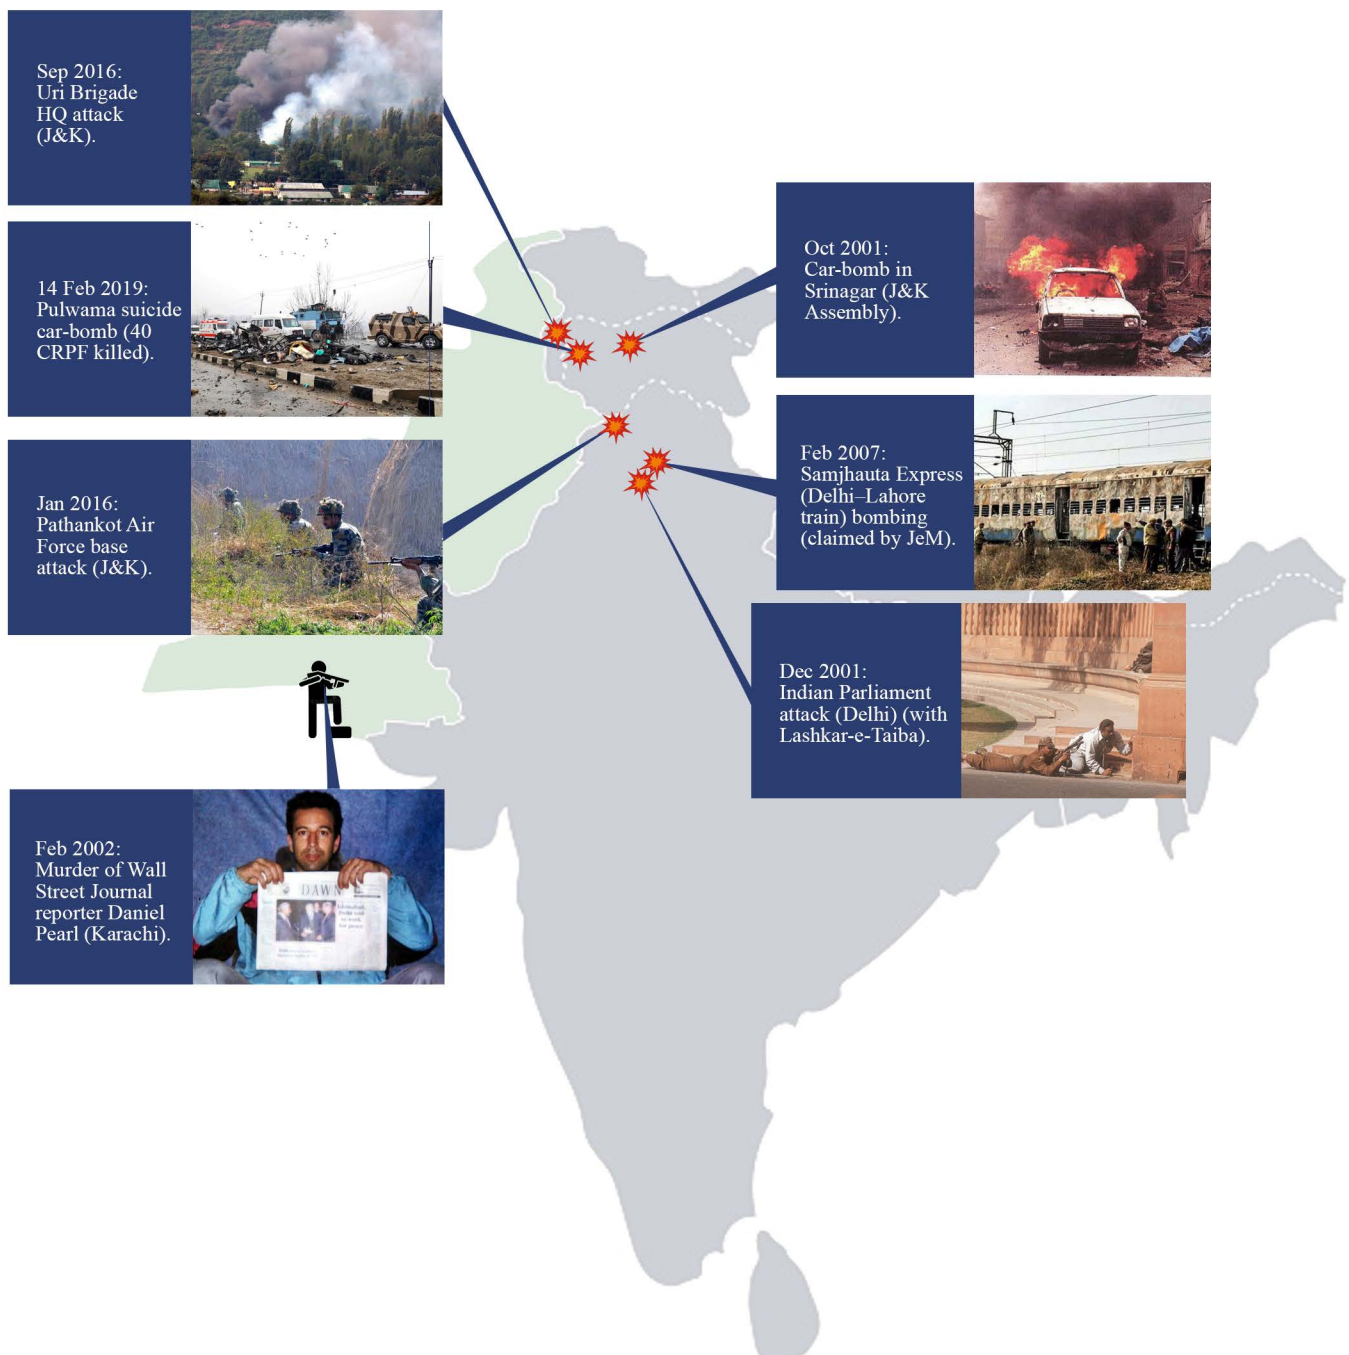 Sep 2016:
Uri Brigade
HQ attack
(J&K).
14 Feb 2019:
Pulwama suicide
car-bomb (40
CRPF killed).
Jan 2016:
Pathankot Air
Force base
attack (J&K).
Feb 2002:
Murder of Wall
Street Journal
reporter Daniel
Pearl (Karachi).
DAWN
Oct 2001:
Car-bomb in
Srinagar (J&K
Assembly).
Feb 2007:
Samjhauta Express
(Delhi–Lahore
train) bombing
(claimed by JeM).
Dec 2001:
Indian Parliament
attack (Delhi) (with
Lashkar-e-Taiba).